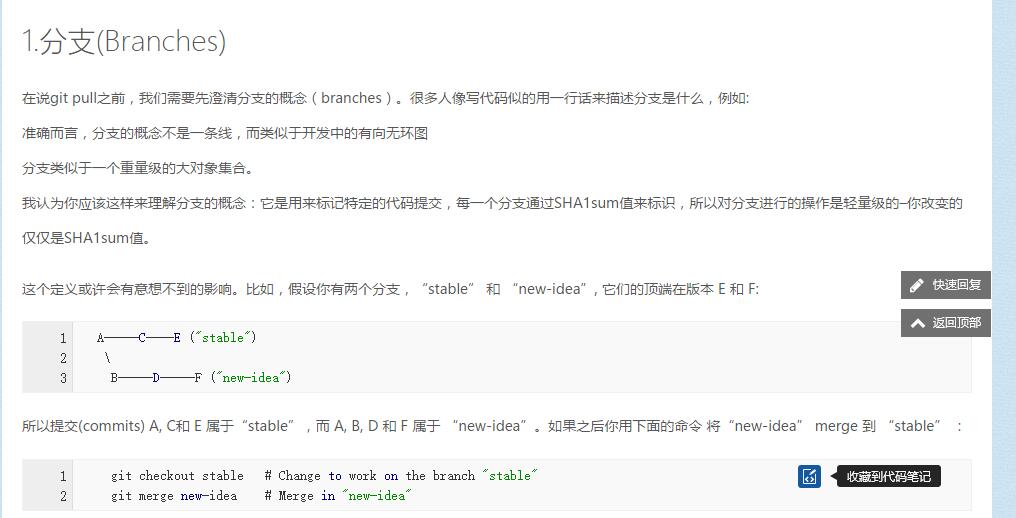 1.分支(Branches)
在说git pull之前，我们需要先澄清分支的概念（branches）。很多人像写代码似的用一行话来描述分支是什么，例如:
准确而言，分支的概念不是一条线，而类似于开发中的有向无环图
分支类似于一个重量级的大对象集合。
我认为你应该这样来理解分支的概念：它是用来标记特定的代码提交，每一个分支通过SHA1sum值来标识，所以对分支进行的操作是轻量级的–你改变的
仅仅是SHA1sum值。
快速回复
这个定义或许会有意想不到的影响。比如，假设你有两个分支，“stable” 和 “new-idea”, 它们的顶端在版本 E 和 F:
返回顶部
1 A—–C—-E ("stable")
2 \
3 B—–D—–F ("new-idea")
所以提交(commits) A, C和 E 属于“stable”，而 A, B, D 和 F 属于 “new-idea”。如果之后你用下面的命令 将“new-idea” merge 到 “stable” ：
1 git checkout stable # Change to work on the branch "stable" 收藏到代码笔记
2 git merge new-idea # Merge in "new-idea"